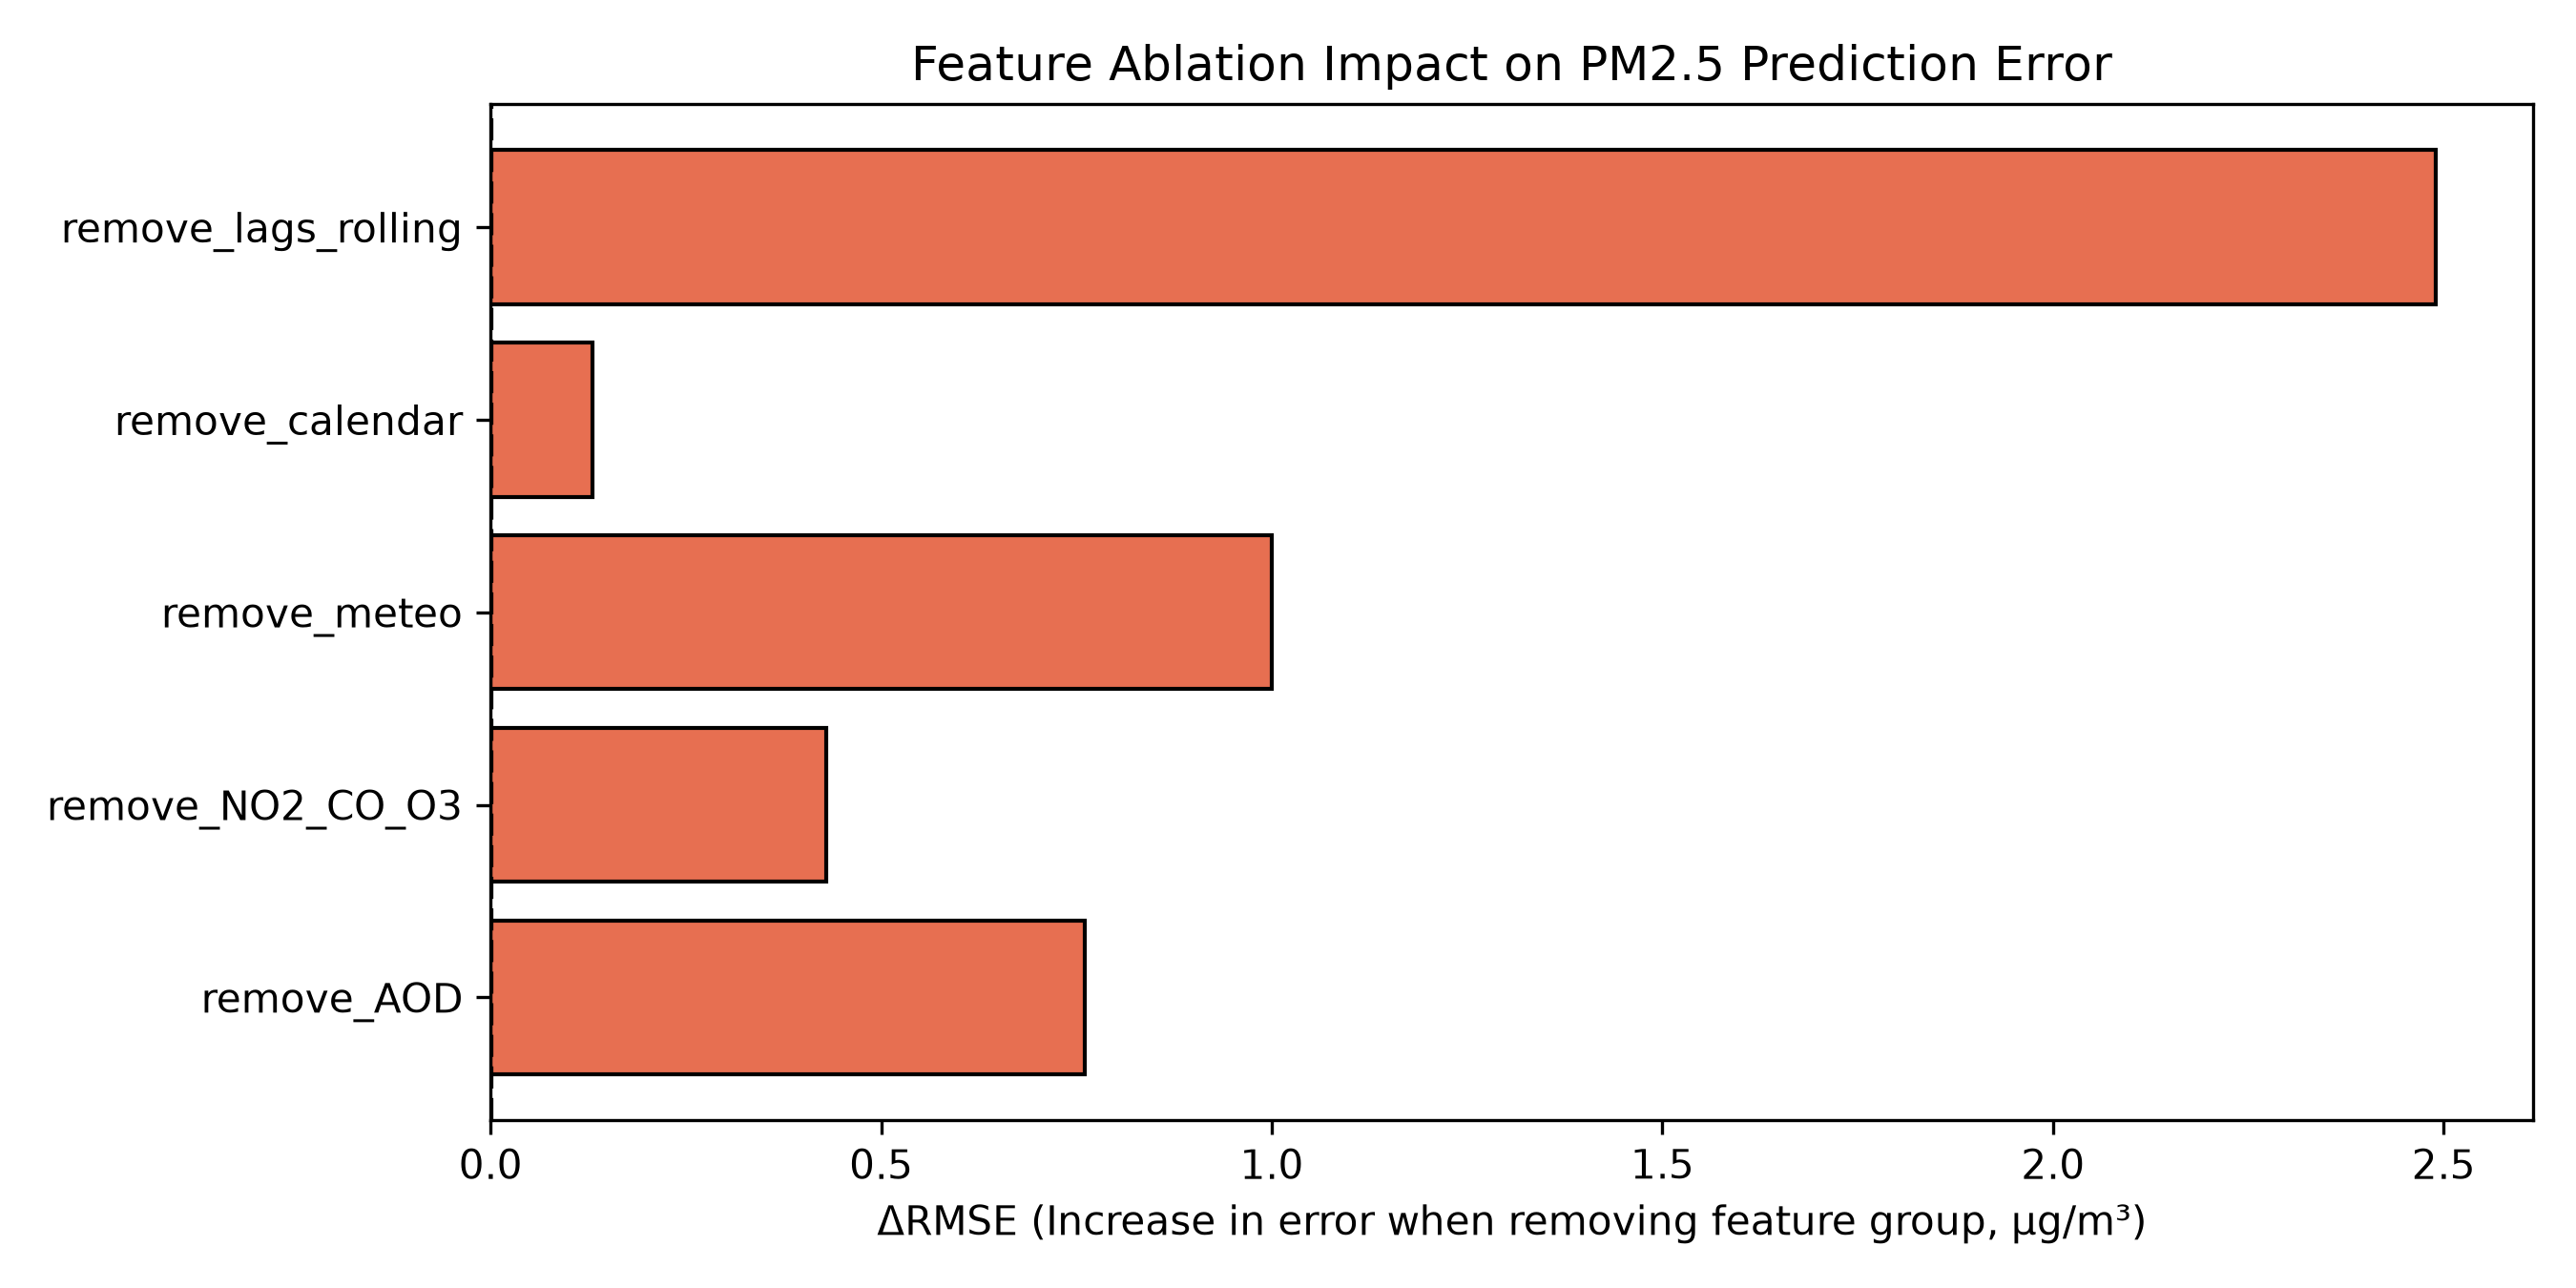 Feature Ablation Impact on PM2.5 Prediction Error
remove_lags_rolling
remove_calendar
remove_meteo
remove_NO2_CO_O3
remove_AOD
0.0 0.5 1.0 1.5 2.0 2.5
ΔRMSE (Increase in error when removing feature group, µg/m³)